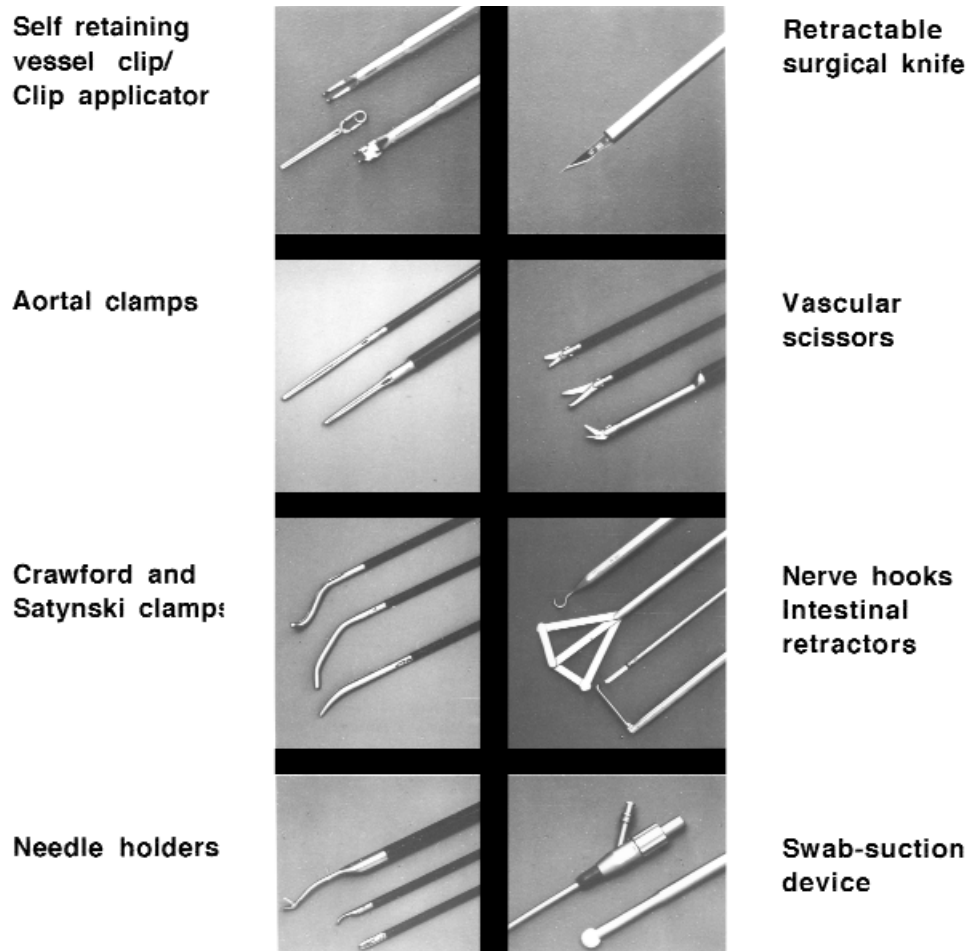 Self retaining
vessel clip/
Clip applicator
Retractable
surgical knife
Aortal clamps
Vascular
scissors
Crawford and
Satynski clamps
Nerve hooks
Intestinal
retractors
Needle holders
Swab-suction
device